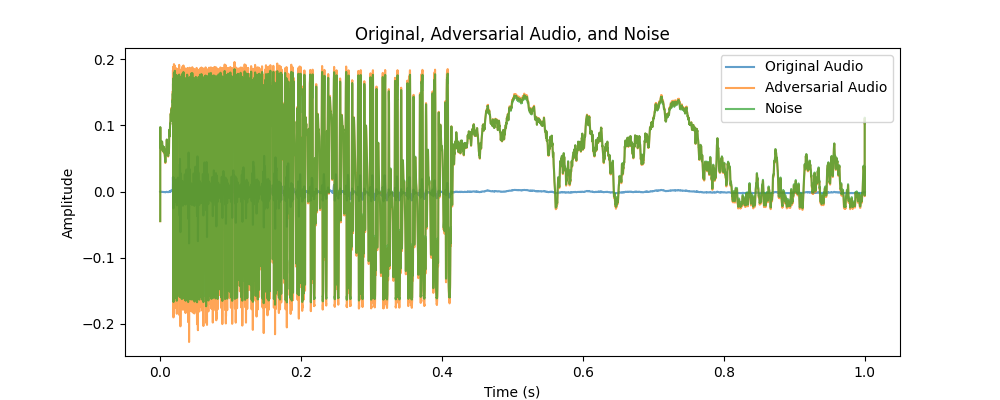 Original, Adversarial Audio, and Noise
Original Audio
Adversarial Audio
Noise
0.2
0.1
0.0
−0.1
−0.2
Amplitude
0.0 0.2 0.4 0.6 0.8 1.0
Time (s)